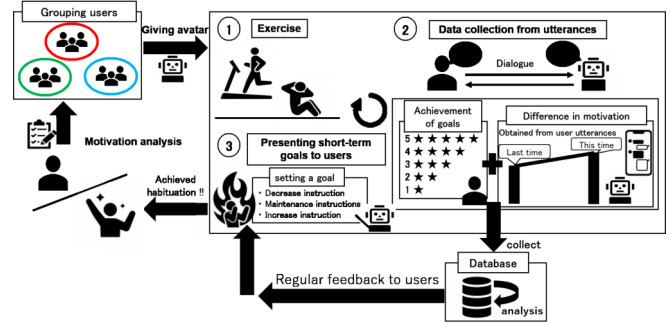 Grouping users
Giving avatar
Motivation analysis
Achieved
habituation !!
1
Exercise
2
Data collection from utterances
Dialogue
Achievement
of goals
5 ★ ★ ★ ★ ★
4 ★ ★ ★ ★
3 ★ ★ ★
2 ★ ★
1 ★
Difference in motivation
Obtained from user utterances
Last time
This time
3
Presenting short-term
goals to users
setting a goal
• Decrease instruction
• Maintenance instructions
• Increase instruction
collect
Database
analysis
Regular feedback to users